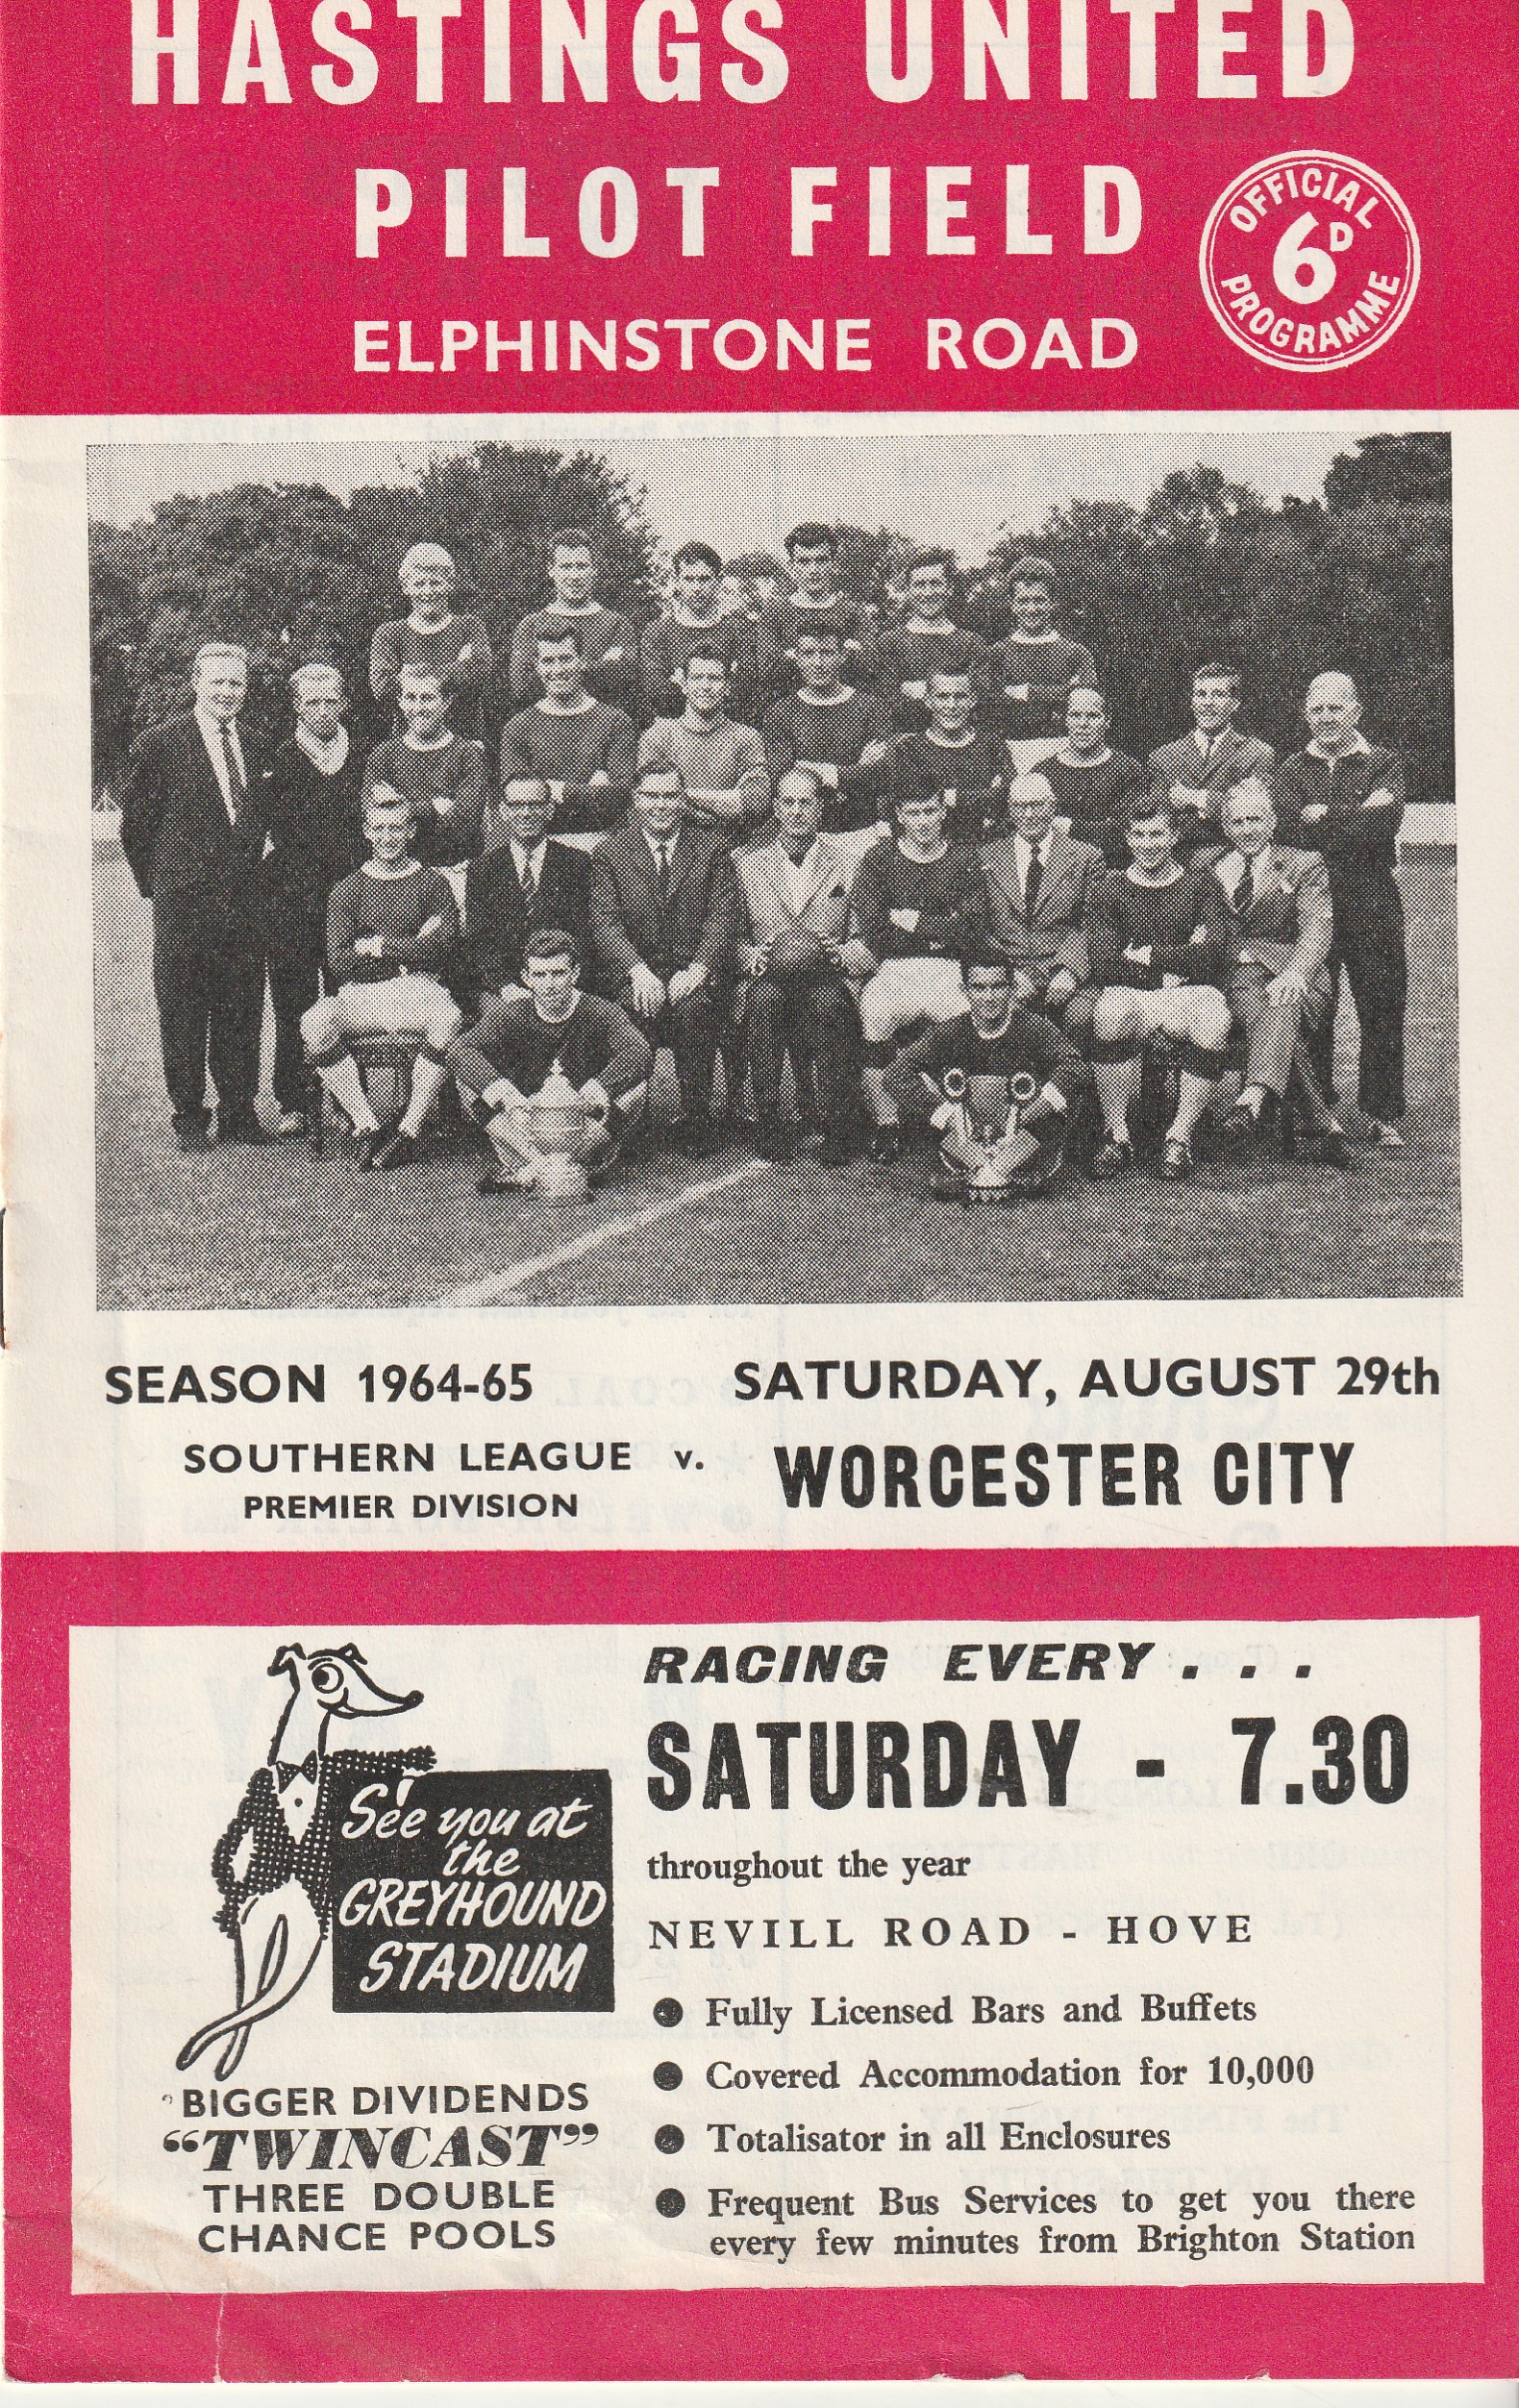 HASTINGS UNITED
PILOT FIELD
ELPHINSTONE ROAD
OFFICIAL
6D
PROGRAMME
SEASON 1964-65
SATURDAY, AUGUST 29th
SOUTHERN LEAGUE v.
PREMIER DIVISION
WORCESTER CITY
See you at
the
GREYHOUND
STADIUM
BIGGER DIVIDENDS
“TWINCAST”
THREE DOUBLE
CHANCE POOLS
RACING EVERY . . .
SATURDAY - 7.30
throughout the year
NEVILL ROAD - HOVE
● Fully Licensed Bars and Buffets
● Covered Accommodation for 10,000
● Totalisator in all Enclosures
● Frequent Bus Services to get you there
every few minutes from Brighton Station